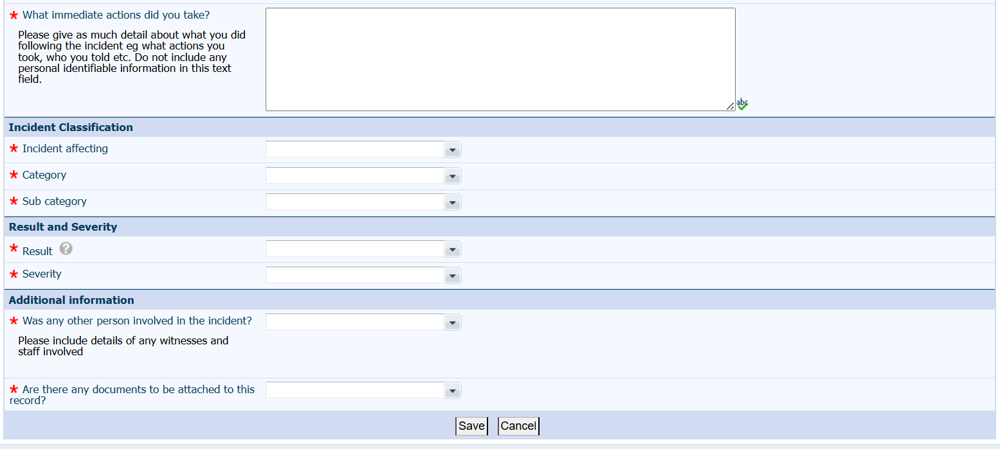 * What immediate actions did you take?
Please give as much detail about what you did
following the incident eg what actions you
took, who you told etc. Do not include any
personal identifiable information in this text
field.
abc
Incident Classification
* Incident affecting
* Category
* Sub category
Result and Severity
* Result ?
* Severity
Additional information
* Was any other person involved in the incident?
Please include details of any witnesses and
staff involved
* Are there any documents to be attached to this
record?
Save Cancel